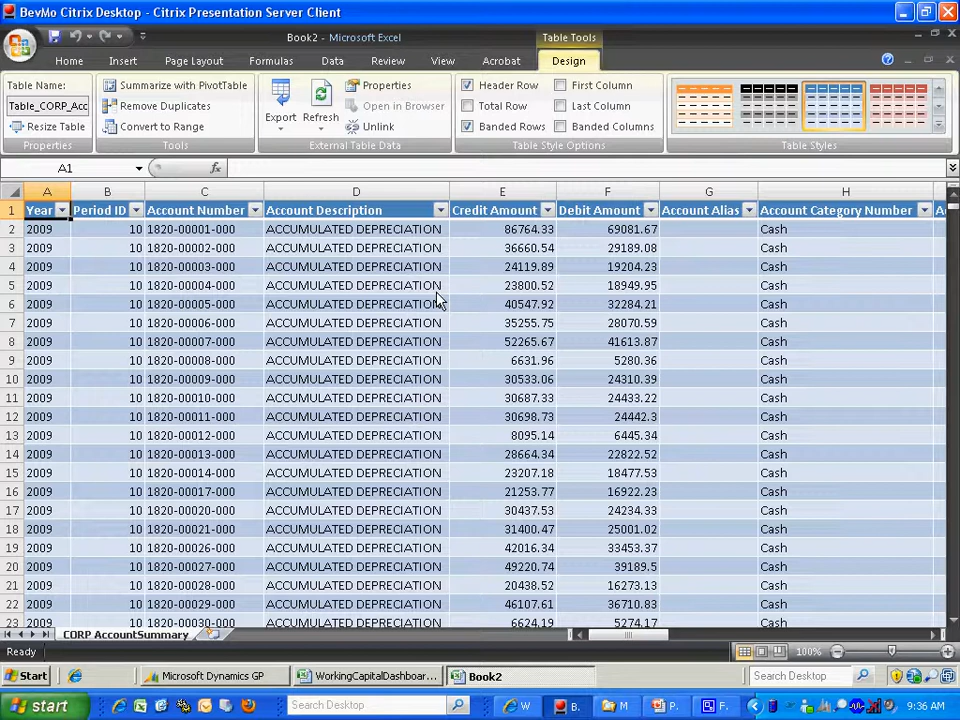 BevMo Citrix Desktop - Citrix Presentation Server Client
Book2 - Microsoft Excel
Table Tools
Home Insert Page Layout Formulas Data Review View Acrobat Design
Table Name:
Table_CORP_Acc
Resize Table
Properties
Summarize with PivotTable
Remove Duplicates
Convert to Range
Tools
Export
Refresh
Properties
Open in Browser
Unlink
External Table Data
Header Row
Total Row
Banded Rows
First Column
Last Column
Banded Columns
Table Style Options
Table Styles
A1
fx
A B C D E F G H
1 Year Period ID Account Number Account Description Credit Amount Debit Amount Account Alias Account Category Number
2 2009 10 1820-00001-000 ACCUMULATED DEPRECIATION 86764.33 69081.67 Cash
3 2009 10 1820-00002-000 ACCUMULATED DEPRECIATION 36660.54 29189.08 Cash
4 2009 10 1820-00003-000 ACCUMULATED DEPRECIATION 24119.89 19204.23 Cash
5 2009 10 1820-00004-000 ACCUMULATED DEPRECIATION 23800.52 18949.95 Cash
6 2009 10 1820-00005-000 ACCUMULATED DEPRECIATION 40547.92 32284.21 Cash
7 2009 10 1820-00006-000 ACCUMULATED DEPRECIATION 35255.75 28070.59 Cash
8 2009 10 1820-00007-000 ACCUMULATED DEPRECIATION 52265.67 41613.87 Cash
9 2009 10 1820-00008-000 ACCUMULATED DEPRECIATION 6631.96 5280.36 Cash
10 2009 10 1820-00009-000 ACCUMULATED DEPRECIATION 30533.06 24310.39 Cash
11 2009 10 1820-00010-000 ACCUMULATED DEPRECIATION 30687.33 24433.22 Cash
12 2009 10 1820-00011-000 ACCUMULATED DEPRECIATION 30698.73 24442.3 Cash
13 2009 10 1820-00012-000 ACCUMULATED DEPRECIATION 8095.14 6445.34 Cash
14 2009 10 1820-00013-000 ACCUMULATED DEPRECIATION 28664.34 22822.52 Cash
15 2009 10 1820-00014-000 ACCUMULATED DEPRECIATION 23207.18 18477.53 Cash
16 2009 10 1820-00017-000 ACCUMULATED DEPRECIATION 21253.77 16922.23 Cash
17 2009 10 1820-00020-000 ACCUMULATED DEPRECIATION 30437.53 24234.33 Cash
18 2009 10 1820-00021-000 ACCUMULATED DEPRECIATION 31400.47 25001.02 Cash
19 2009 10 1820-00026-000 ACCUMULATED DEPRECIATION 42016.34 33453.37 Cash
20 2009 10 1820-00027-000 ACCUMULATED DEPRECIATION 49220.74 39189.5 Cash
21 2009 10 1820-00028-000 ACCUMULATED DEPRECIATION 20438.52 16273.13 Cash
22 2009 10 1820-00029-000 ACCUMULATED DEPRECIATION 46107.61 36710.83 Cash
23 2009 10 1820-00030-000 ACCUMULATED DEPRECIATION 6624.19 5274.17 Cash
CORP AccountSummary
Ready 100%
Start Microsoft Dynamics GP WorkingCapitalDashboar... Book2 Search Desktop
start Search Desktop W B. M P. F. 9:36 AM